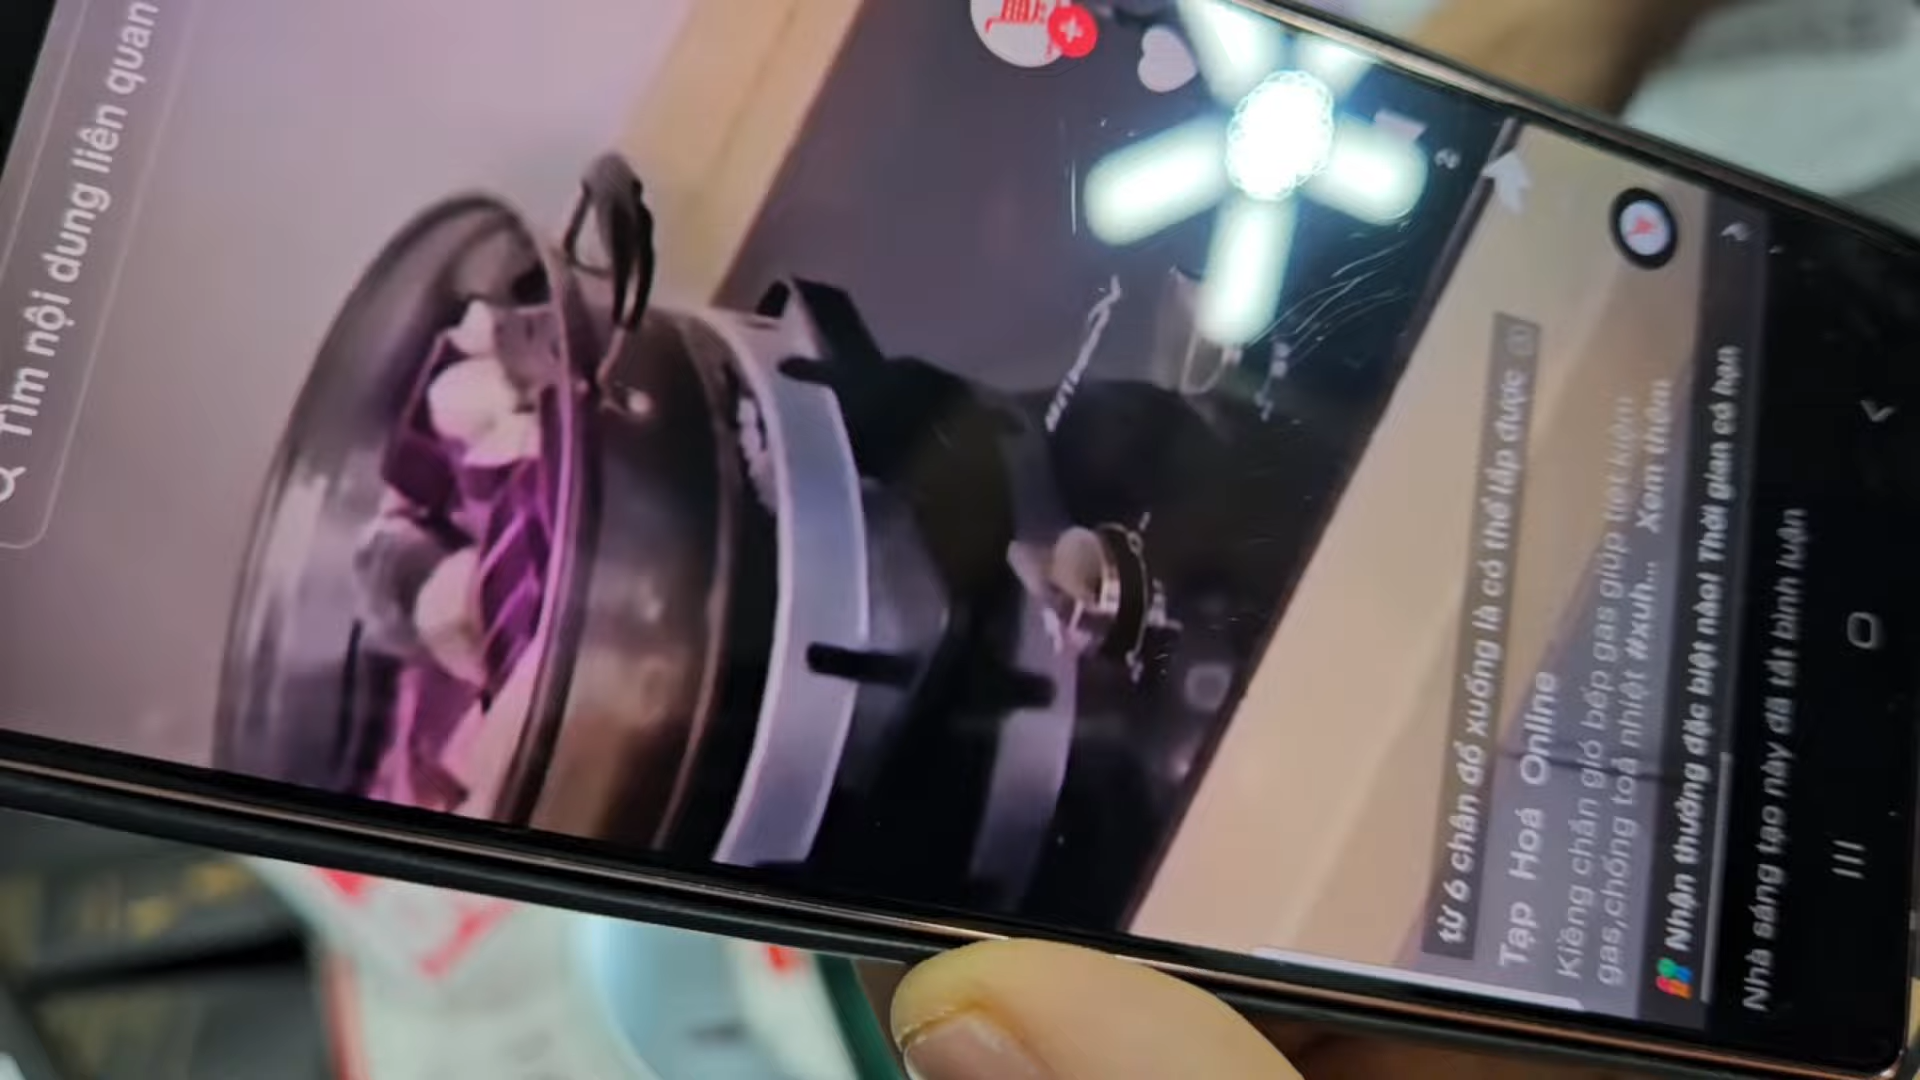 Tìm nội dung liên quan
2
từ 6 chân đổ xuống là có thể lắp được
Tạp Hoá Online
Kiềng chắn gió bếp gas giúp tiết kiệm
gas,chống toả nhiệt #xuh... Xem thêm
Nhận thưởng đặc biệt nào! Thời gian có hạn
Nhà sáng tạo này đã tắt bình luận